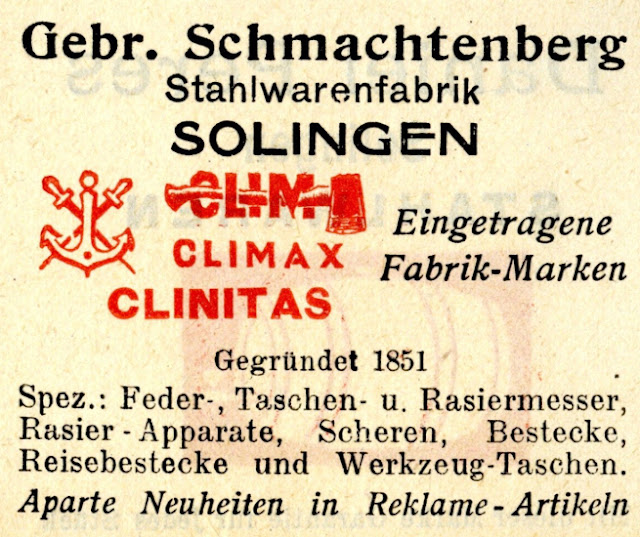 Gebr. Schmachtenberg
Stahlwarenfabrik
SOLINGEN
CLIM
CLIMAX
CLINITAS
Eingetragene
Fabrik-Marken
Gegründet 1851
Spez.: Feder-, Taschen- u. Rasiermesser,
Rasier-Apparate, Scheren, Bestecke,
Reisebestecke und Werkzeug-Taschen.
Aparte Neuheiten in Reklame-Artikeln